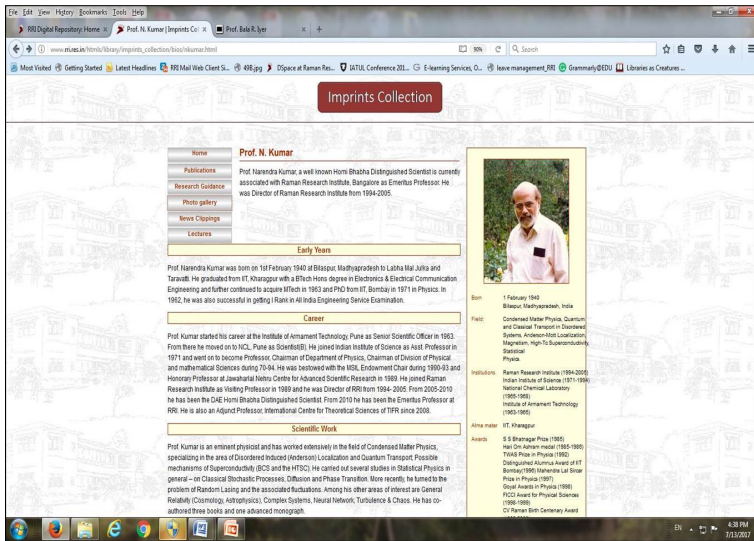 File Edit View History Bookmarks Tools Help
RRI Digital Repository: Home
Prof. N. Kumar | Imprints Col
Prof. Bala R. Iyer
www.rri.res.in/htmls/library/imprints_collection/bios/nkumar.html
90%
Search
Most Visited
Getting Started
Latest Headlines
RRI Mail Web Client Si...
49B.jpg
DSpace at Raman Res...
IATUL Conference 201...
E-learning Services, O...
leave management_RRI
Grammarly@EDU
Libraries as Creatures ...
Imprints Collection
Home
Publications
Research Guidance
Photo gallery
News Clippings
Lectures
Prof. N. Kumar
Prof. Narendra Kumar, a well known Homi Bhabha Distinguished Scientist is currently
associated with Raman Research Institute, Bangalore as Emeritus Professor. He
was Director of Raman Research Institute from 1994-2005.
Early Years
Prof. Narendra Kumar was born on 1st February 1940 at Bilaspur, Madhyapradesh to Labha Mal Julka and
Taravatti. He graduated from IIT, Kharagpur with a BTech Hons degree in Electronics & Electrical Communication
Engineering and further continued to acquire MTech in 1963 and PhD from IIT, Bombay in 1971 in Physics. In
1962, he was also successful in getting I Rank in All India Engineering Service Examination.
Career
Prof. Kumar started his career at the Institute of Armament Technology, Pune as Senior Scientific Officer in 1963.
From there he moved on to NCL, Pune as Scientist(B). He joined Indian Institute of Science as Asst. Professor in
1971 and went on to become Professor, Chairman of Department of Physics, Chairman of Division of Physical
and mathematical Sciences during 70-94. He was bestowed with the MSIL Endowment Chair during 1990-93 and
Honorary Professor at Jawaharlal Nehru Centre for Advanced Scientific Research in 1989. He joined Raman
Research Institute as Visiting Professor in 1989 and he was Director of RRI from 1994- 2005. From 2005-2010
he has been the DAE Homi Bhabha Distinguished Scientist. From 2010 he has been the Emeritus Professor at
RRI. He is also an Adjund Professor, International Centre for Theoretical Sciences of TIFR since 2008.
Scientific Work
Prof. Kumar is an eminent physicist and has worked extensively in the field of Condensed Matter Physics,
specializing in the area of Disordered Induced (Anderson) Localization and Quantum Transport; Possible
mechanisms of Superconductivity (BCS and the HTSC). He carried out several studies in Statistical Physics in
general – on Classical Stochastic Processes, Diffusion and Phase Transition. More recently, he turned to the
problem of Random Lasing and the associated fluctuations. Among his other areas of interest are General
Relativity (Cosmology, Astrophysics), Complex Systems, Neural Network, Turbulence & Chaos. He has co-
authored three books and one advanced monograph.
Born 1 February 1940
Bilaspur, Madhyapradesh, India
Field: Condensed Matter Physics, Quantum
and Classical Transport in Disordered
Systems, Anderson-Mott Localization,
Magnetism, High-Tc Superconductivity,
Statistical
Physics
Institutions Raman Research Institute (1994-2005)
Indian Institute of Science (1971-1994)
National Chemical Laboratory
(1965-1968)
Institute of Armament Technology
(1963-1965)
Alma mater IIT, Kharagpur
Awards S S Bhatnagar Prize (1985)
Hari Om Ashram medal (1985-1986)
TWAS Prize in Physics (1992)
Distinguished Alumnus Award of IIT
Bombay(1996) Mahendra Lal Sircar
Prize in Physics (1997)
Goyal Awards in Physics (1998)
FICCI Award for Physical Sciences
(1998-1999)
CV Raman Birth Centenary Award
EN
4:38 PM
7/13/2017